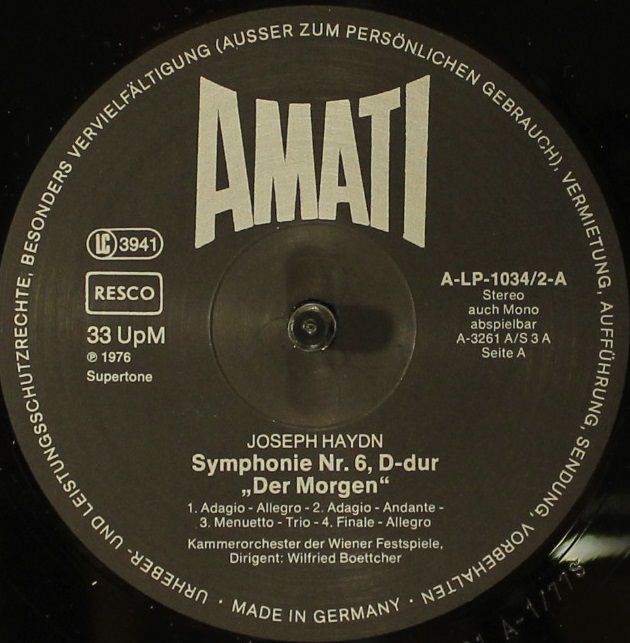 URHEBER- UND LEISTUNGSSCHUTZRECHTE, BESONDERS VERVIELFÄLTIGUNG (AUSSER ZUM PERSÖNLICHEN GEBRAUCH), VERMIETUNG, AUFFÜHRUNG, SENDUNG, VORBEHALTEN · MADE IN GERMANY ·
AMATI
LC 3941
RESCO
33 UpM
℗ 1976
Supertone
A-LP-1034/2-A
Stereo
auch Mono
abspielbar
A-3261 A/S 3 A
Seite A
JOSEPH HAYDN
Symphonie Nr. 6, D-dur
„Der Morgen“
1. Adagio - Allegro - 2. Adagio - Andante -
3. Menuetto - Trio - 4. Finale - Allegro
Kammerorchester der Wiener Festspiele,
Dirigent: Wilfried Boettcher